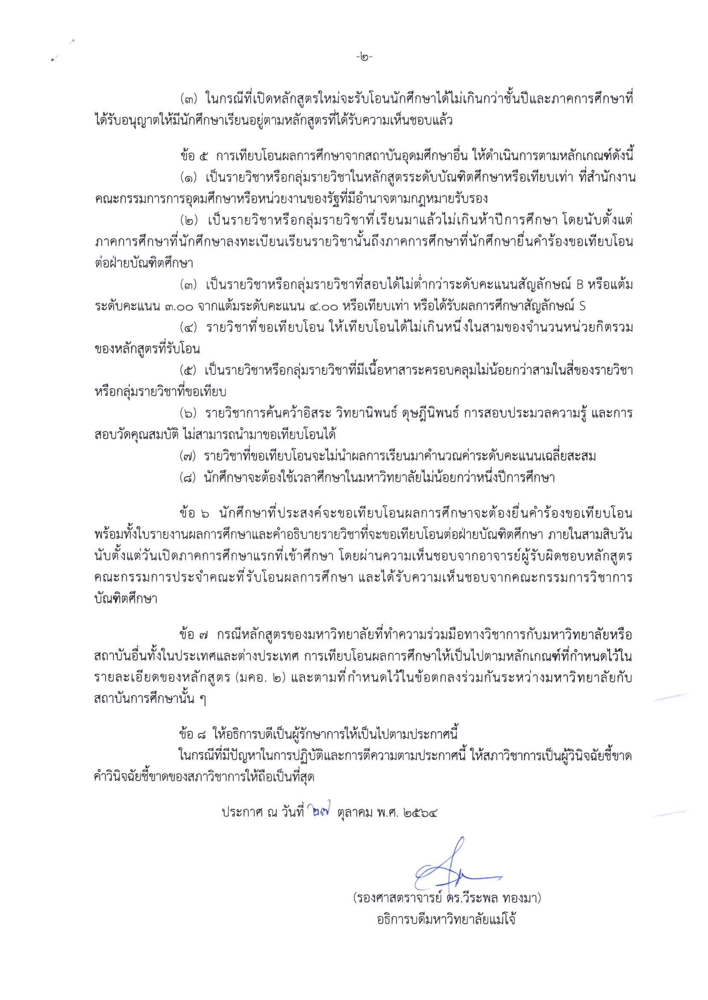 -๒-
(๓) ในกรณีที่เปิดหลักสูตรใหม่จะรับโอนนักศึกษาได้ไม่เกินกว่าชั้นปีและภาคการศึกษาที่
ได้รับอนุญาตให้มีนักศึกษาเรียนอยู่ตามหลักสูตรที่ได้รับความเห็นชอบแล้ว
ข้อ ๕ การเทียบโอนผลการศึกษาจากสถาบันอุดมศึกษาอื่น ให้ดำเนินการตามหลักเกณฑ์ดังนี้
(๑) เป็นรายวิชาหรือกลุ่มรายวิชาในหลักสูตรระดับบัณฑิตศึกษาหรือเทียบเท่า ที่สำนักงาน
คณะกรรมการการอุดมศึกษาหรือหน่วยงานของรัฐที่มีอำนาจตามกฎหมายรับรอง
(๒) เป็นรายวิชาหรือกลุ่มรายวิชาที่เรียนมาแล้วไม่เกินห้าปีการศึกษา โดยนับตั้งแต่
ภาคการศึกษาที่นักศึกษาลงทะเบียนเรียนรายวิชานั้นถึงภาคการศึกษาที่นักศึกษายื่นคำร้องขอเทียบโอน
ต่อฝ่ายบัณฑิตศึกษา
(๓) เป็นรายวิชาหรือกลุ่มรายวิชาที่สอบได้ไม่ต่ำกว่าระดับคะแนนสัญลักษณ์ B หรือแต้ม
ระดับคะแนน ๓.๐๐ จากแต้มระดับคะแนน ๔.๐๐ หรือเทียบเท่า หรือได้รับผลการศึกษาสัญลักษณ์ S
(๔) รายวิชาที่ขอเทียบโอน ให้เทียบโอนได้ไม่เกินหนึ่งในสามของจำนวนหน่วยกิตรวม
ของหลักสูตรที่รับโอน
(๕) เป็นรายวิชาหรือกลุ่มรายวิชาที่มีเนื้อหาสาระครอบคลุมไม่น้อยกว่าสามในสี่ของรายวิชา
หรือกลุ่มรายวิชาที่ขอเทียบ
(๖) รายวิชาการค้นคว้าอิสระ วิทยานิพนธ์ ดุษฎีนิพนธ์ การสอบประมวลความรู้ และการ
สอบวัดคุณสมบัติ ไม่สามารถนำมาขอเทียบโอนได้
(๗) รายวิชาที่ขอเทียบโอนจะไม่นำผลการเรียนมาคำนวณค่าระดับคะแนนเฉลี่ยสะสม
(๘) นักศึกษาจะต้องใช้เวลาศึกษาในมหาวิทยาลัยไม่น้อยกว่าหนึ่งปีการศึกษา
ข้อ ๖ นักศึกษาที่ประสงค์จะขอเทียบโอนผลการศึกษาจะต้องยื่นคำร้องขอเทียบโอน
พร้อมทั้งใบรายงานผลการศึกษาและคำอธิบายรายวิชาที่จะขอเทียบโอนต่อฝ่ายบัณฑิตศึกษา ภายในสามสิบวัน
นับตั้งแต่วันเปิดภาคการศึกษาแรกที่เข้าศึกษา โดยผ่านความเห็นชอบจากอาจารย์ผู้รับผิดชอบหลักสูตร
คณะกรรมการประจำคณะที่รับโอนผลการศึกษา และได้รับความเห็นชอบจากคณะกรรมการวิชาการ
บัณฑิตศึกษา
ข้อ ๗ กรณีหลักสูตรของมหาวิทยาลัยที่ทำความร่วมมือทางวิชาการกับมหาวิทยาลัยหรือ
สถาบันอื่นทั้งในประเทศและต่างประเทศ การเทียบโอนผลการศึกษาให้เป็นไปตามหลักเกณฑ์ที่กำหนดไว้ใน
รายละเอียดของหลักสูตร (มคอ. ๒) และตามที่กำหนดไว้ในข้อตกลงร่วมกันระหว่างมหาวิทยาลัยกับ
สถาบันการศึกษานั้น ๆ
ข้อ ๘ ให้อธิการบดีเป็นผู้รักษาการให้เป็นไปตามประกาศนี้
ในกรณีที่มีปัญหาในการปฏิบัติและการตีความตามประกาศนี้ ให้สภาวิชาการเป็นผู้วินิจฉัยชี้ขาด
คำวินิจฉัยชี้ขาดของสภาวิชาการให้ถือเป็นที่สุด
ประกาศ ณ วันที่ ๒๗ ตุลาคม พ.ศ. ๒๕๖๔
(รองศาสตราจารย์ ดร.วีระพล ทองมา)
อธิการบดีมหาวิทยาลัยแม่โจ้